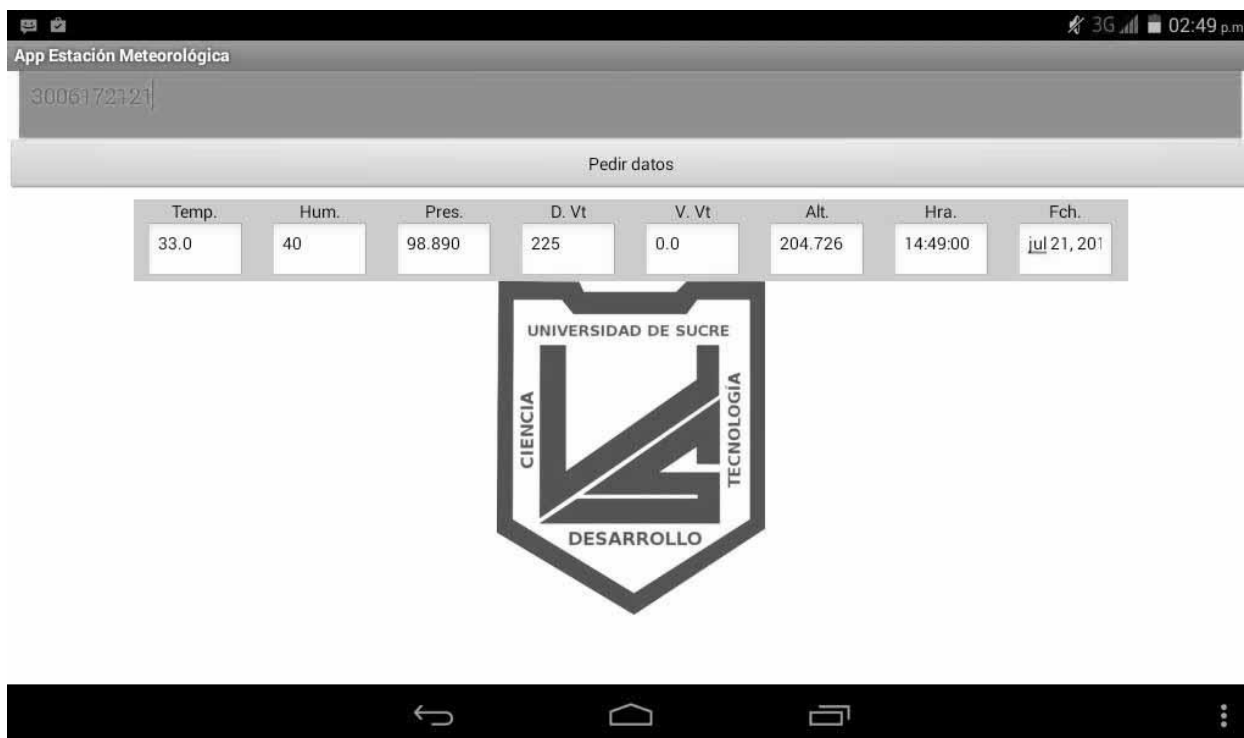 3G 02:49 p.m
App Estación Meteorológica
3006172121
Pedir datos
Temp. Hum. Pres. D. Vt V. Vt Alt. Hra. Fch.
33.0 40 98.890 225 0.0 204.726 14:49:00 jul 21, 201
UNIVERSIDAD DE SUCRE
CIENCIA
TECNOLOGÍA
DESARROLLO